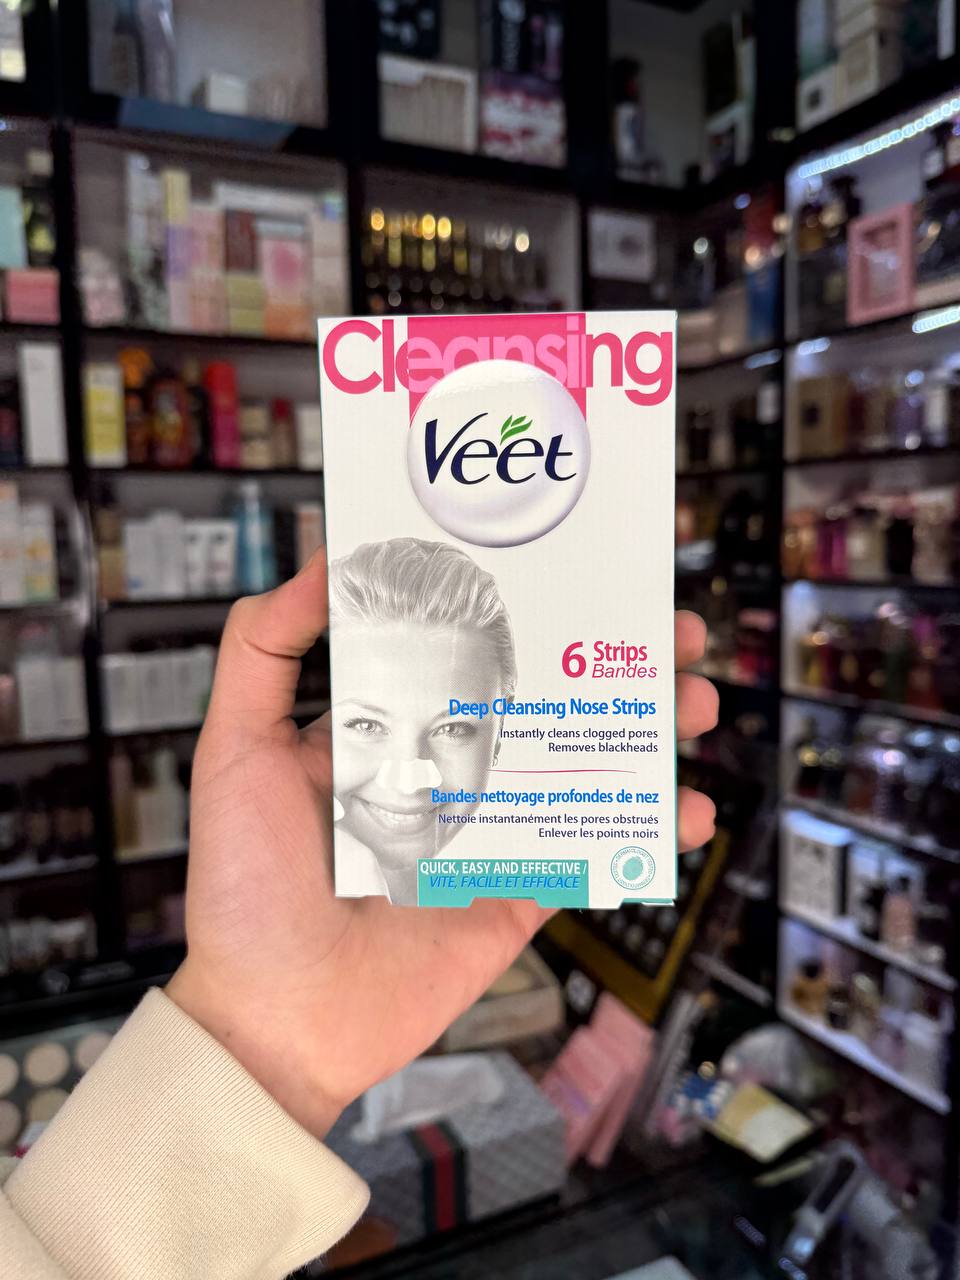 Cleansing
Veet
6 Strips
Bandes
Deep Cleansing Nose Strips
Instantly cleans clogged pores
Removes blackheads
Bandes nettoyage profondes de nez
Nettoie instantanément les pores obstrués
Enlever les points noirs
QUICK, EASY AND EFFECTIVE /
VITE, FACILE ET EFFICACE